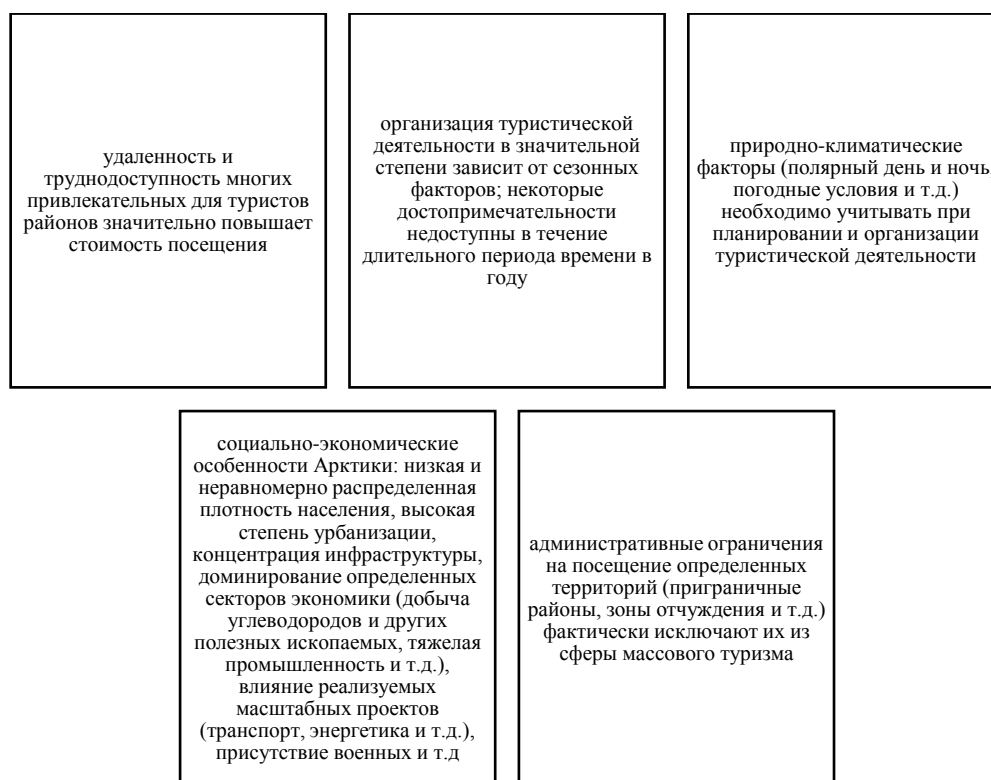 удаленность и
труднодоступность многих
привлекательных для туристов
районов значительно повышает
стоимость посещения
организация туристической
деятельности в значительной
степени зависит от сезонных
факторов; некоторые
достопримечательности
недоступны в течение
длительного периода времени в
году
природно-климатические
факторы (полярный день и ночь,
погодные условия и т.д.)
необходимо учитывать при
планировании и организации
туристической деятельности
социально-экономические
особенности Арктики: низкая и
неравномерно распределенная
плотность населения, высокая
степень урбанизации,
концентрация инфраструктуры,
доминирование определенных
секторов экономики (добыча
углеводородов и других
полезных ископаемых, тяжелая
промышленность и т.д.),
влияние реализуемых
масштабных проектов
(транспорт, энергетика и т.д.),
присутствие военных и т.д
административные ограничения
на посещение определенных
территорий (приграничные
районы, зоны отчуждения и т.д.)
фактически исключают их из
сферы массового туризма